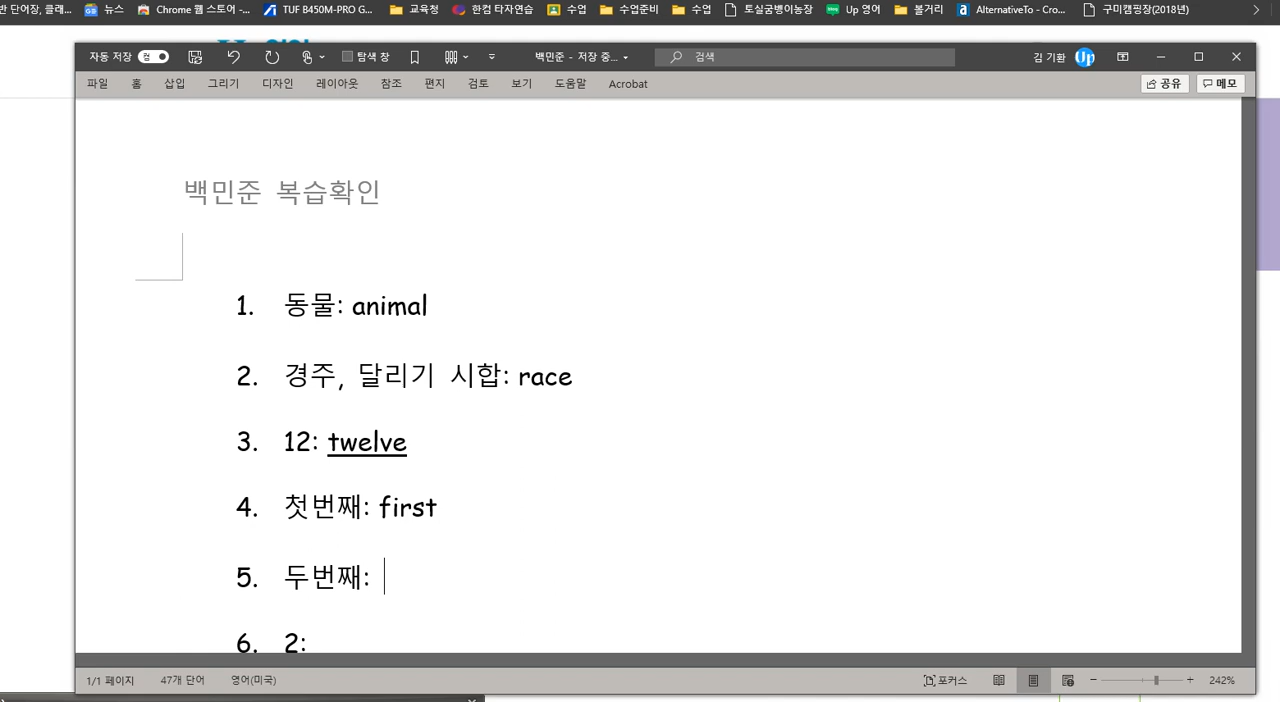 단어장, 클래...
뉴스
Chrome 웹 스토어 -...
TUF B450M-PRO G...
교육청
한컴 타자연습
수업
수업준비
수업
토실굼벵이농장
Up 영어
볼거리
AlternativeTo - Cro...
구미캠핑장(2018년)
자동 저장
탐색 창
백민준 - 저장 중...
검색
김 기환
Up
파일 홈 삽입 그리기 디자인 레이아웃 참조 편지 검토 보기 도움말 Acrobat
공유
메모
백민준 복습확인
1. 동물: animal
2. 경주, 달리기 시합: race
3. 12: twelve
4. 첫번째: first
5. 두번째:
6. 2:
1/1 페이지
47개 단어
영어(미국)
포커스
242%